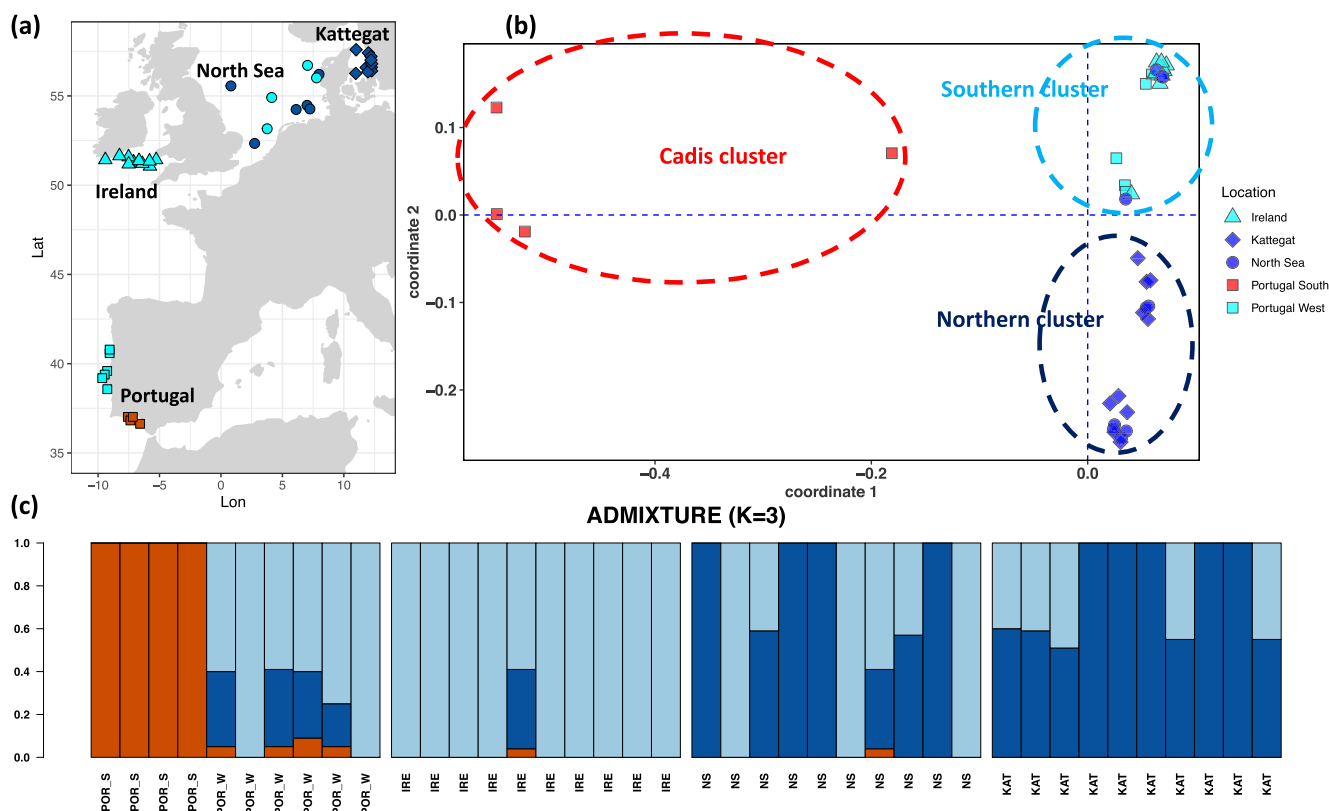 (a)
Kattegat
North Sea
Ireland
Portugal
55
50
45
40
35
Lat
−10
−5
0
5
10
Lon
(b)
Southern cluster
Cadis cluster
Northern cluster
0.1
0.0
−0.1
−0.2
coordinate 2
−0.4
−0.2
0.0
coordinate 1
Location
Ireland
Kattegat
North Sea
Portugal South
Portugal West
(c)
ADMIXTURE (K=3)
1.0
0.8
0.6
0.4
0.2
0.0
POR_S
POR_S
POR_S
POR_S
POR_W
POR_W
POR_W
POR_W
POR_W
POR_W
IRE
IRE
IRE
IRE
IRE
IRE
IRE
IRE
IRE
IRE
NS
NS
NS
NS
NS
NS
NS
NS
NS
NS
KAT
KAT
KAT
KAT
KAT
KAT
KAT
KAT
KAT
KAT